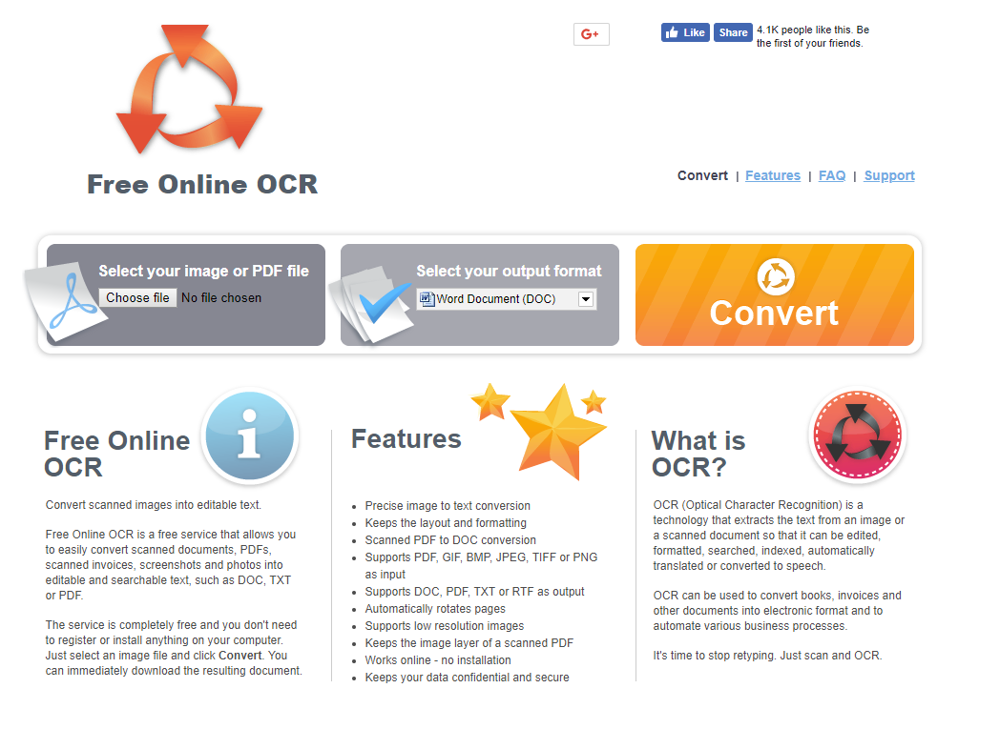 G+
Like Share 4.1K people like this. Be
the first of your friends.
Free Online OCR
Convert | Features | FAQ | Support
Select your image or PDF file
Choose file No file chosen
Select your output format
Word Document (DOC)
Convert
Free Online
OCR
Convert scanned images into editable text.
Free Online OCR is a free service that allows you
to easily convert scanned documents, PDFs,
scanned invoices, screenshots and photos into
editable and searchable text, such as DOC, TXT
or PDF.
The service is completely free and you don't need
to register or install anything on your computer.
Just select an image file and click Convert. You
can immediately download the resulting document.
Features
Precise image to text conversion
Keeps the layout and formatting
Scanned PDF to DOC conversion
Supports PDF, GIF, BMP, JPEG, TIFF or PNG
as input
Supports DOC, PDF, TXT or RTF as output
Automatically rotates pages
Supports low resolution images
Keeps the image layer of a scanned PDF
Works online - no installation
Keeps your data confidential and secure
What is
OCR?
OCR (Optical Character Recognition) is a
technology that extracts the text from an image or
a scanned document so that it can be edited,
formatted, searched, indexed, automatically
translated or converted to speech.
OCR can be used to convert books, invoices and
other documents into electronic format and to
automate various business processes.
It's time to stop retyping. Just scan and OCR.